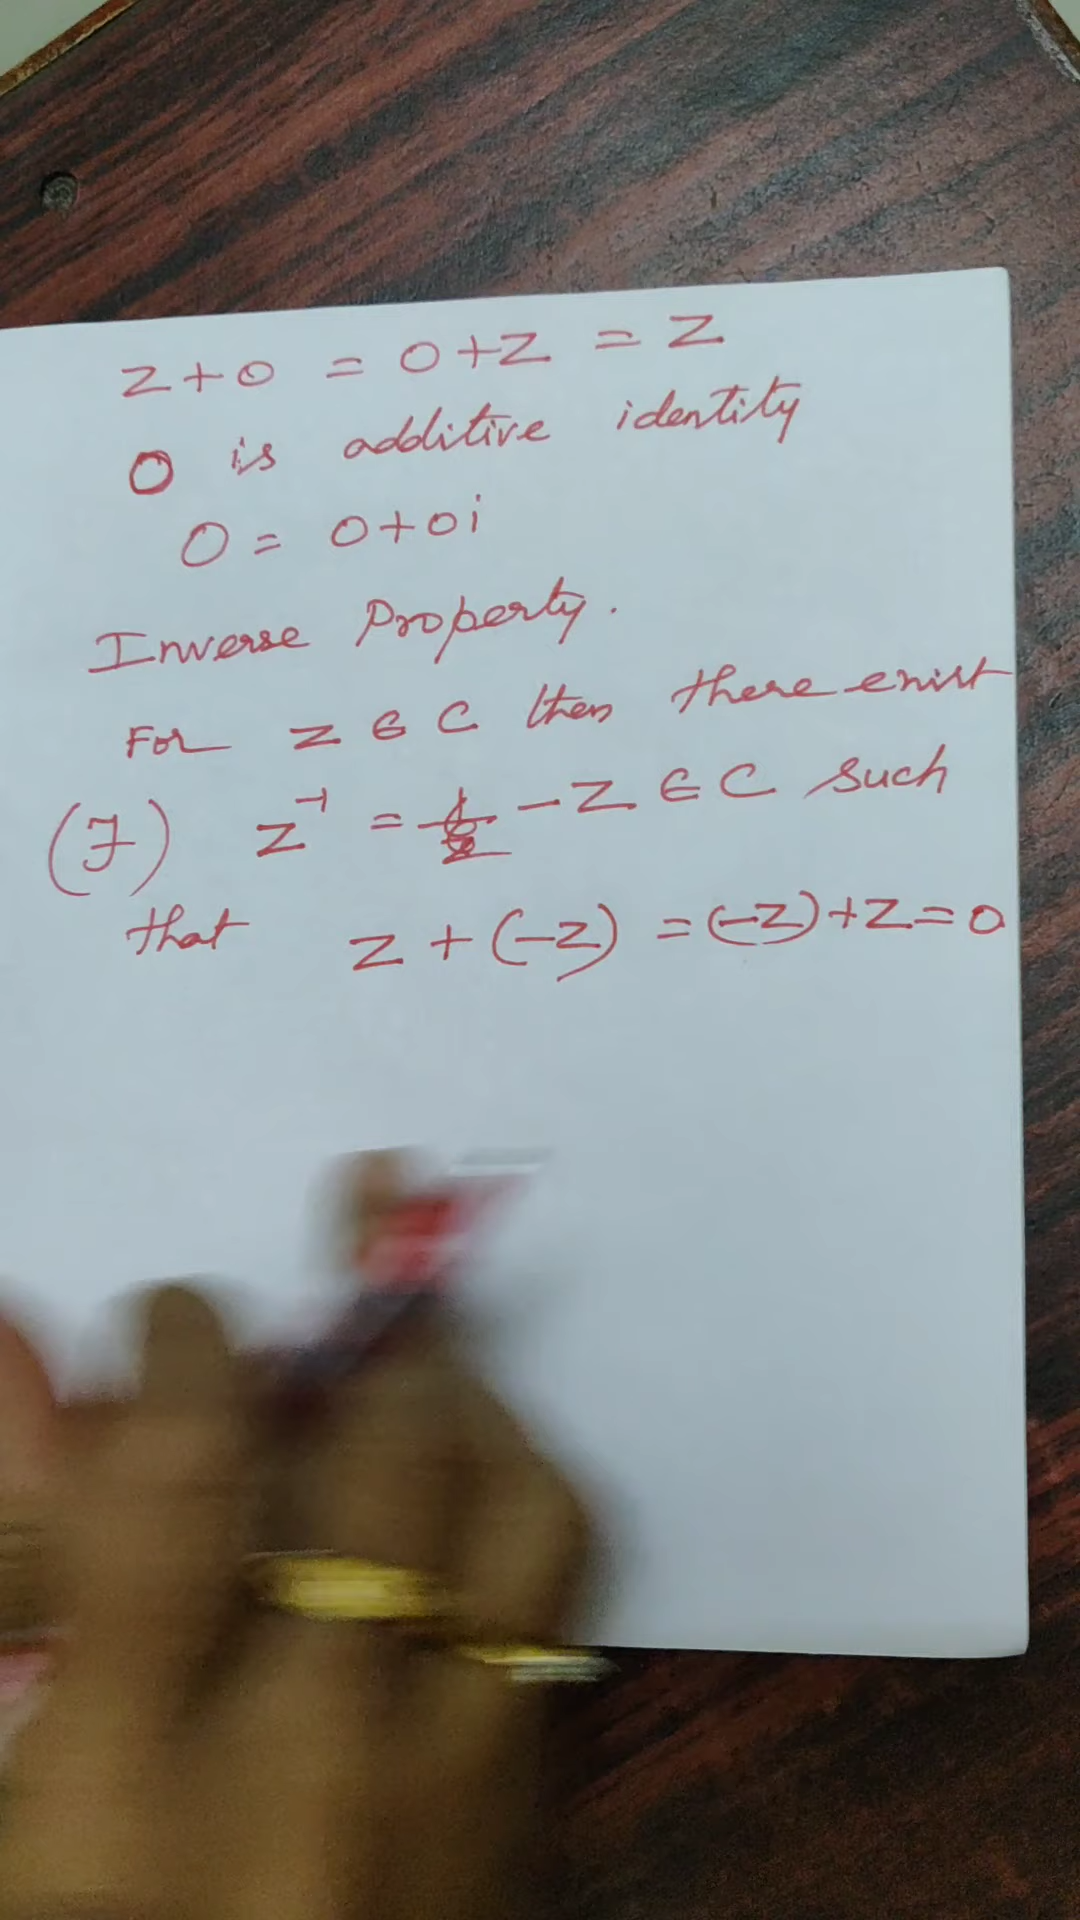 z + 0 = 0 + z = z
0 is additive identity
0 = 0 + 0i
Inverse Property.
For z ∈ C then there exist
(∃) z⁻¹ = -z ∈ C such
that z + (-z) = (-z) + z = 0